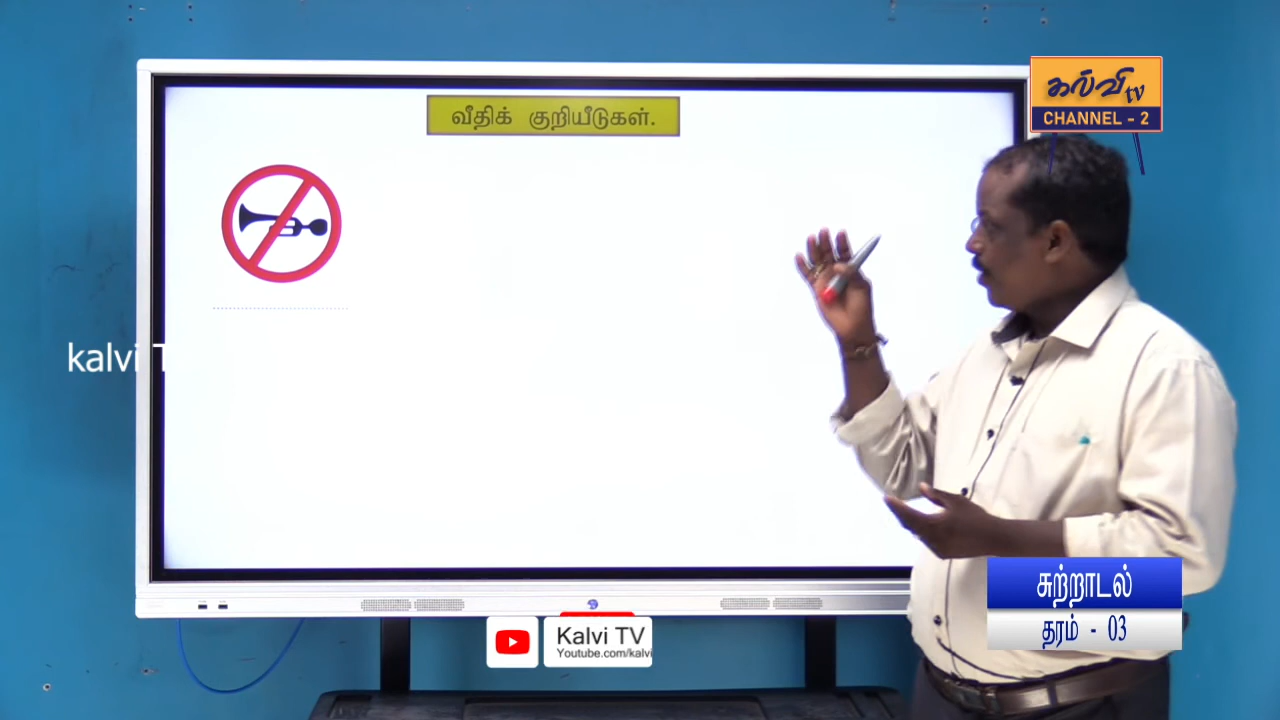 வீதிக் குறியீடுகள்.
கல்வி tv
CHANNEL - 2
kalvi T
சுற்றாடல்
தரம் - 03
Kalvi TV
Youtube.com/kalvi